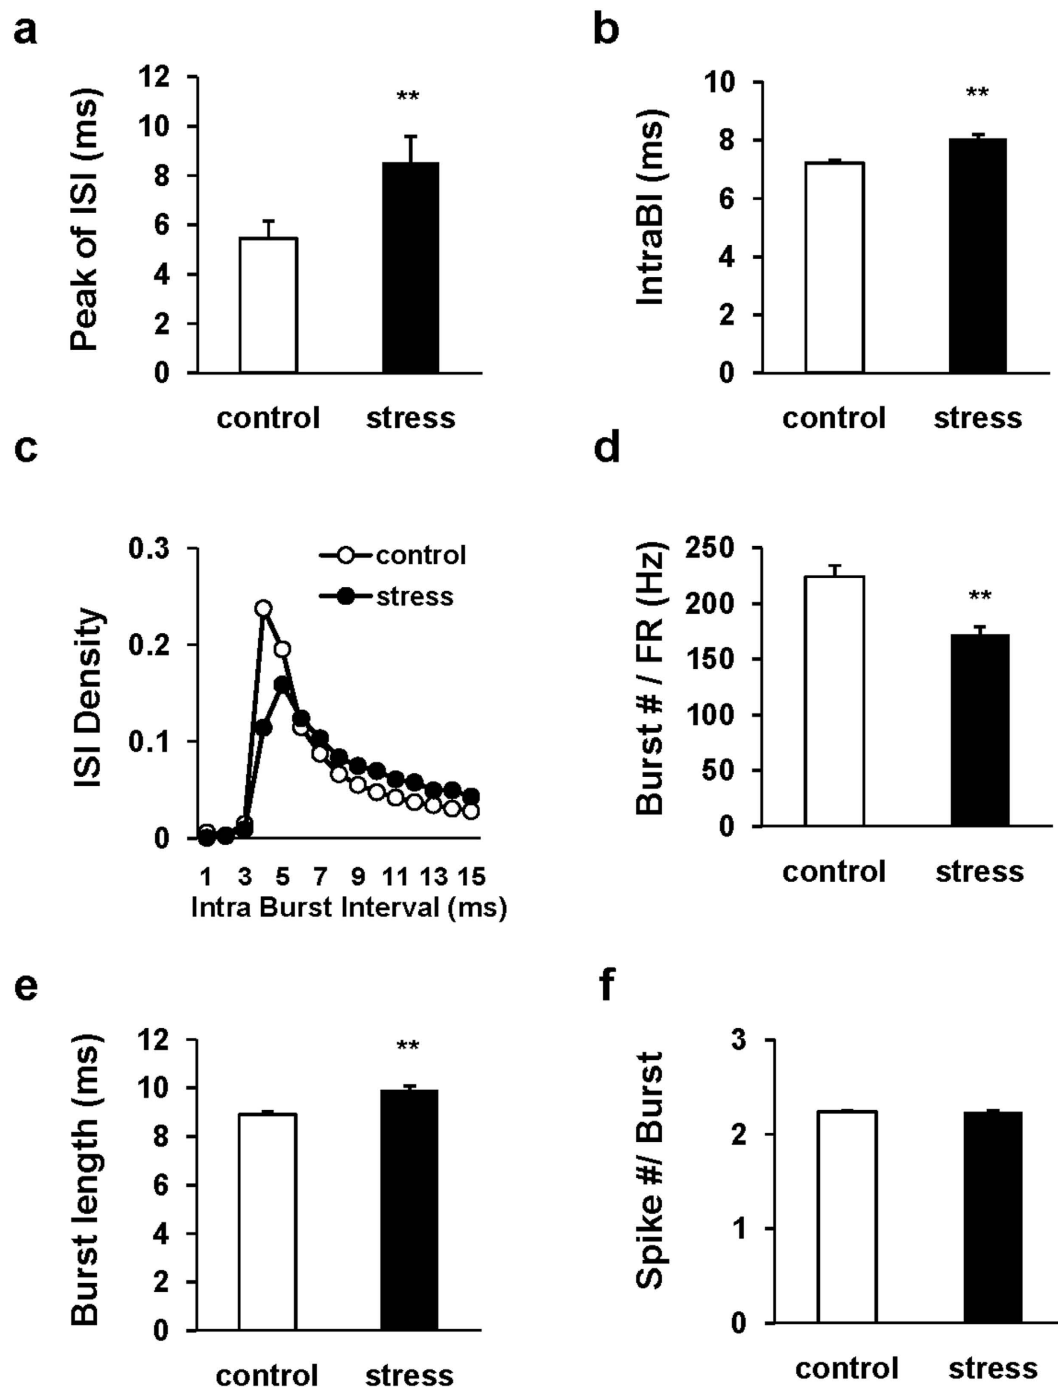 a
Peak of ISI (ms)
12
10
8
6
4
2
0
**
control stress
b
IntraBI (ms)
10
8
6
4
2
0
**
control stress
c
ISI Density
0.3
0.2
0.1
0
control
stress
1 3 5 7 9 11 13 15
Intra Burst Interval (ms)
d
Burst # / FR (Hz)
250
200
150
100
50
0
**
control stress
e
Burst length (ms)
12
10
8
6
4
2
0
**
control stress
f
Spike #/ Burst
3
2
1
0
control stress